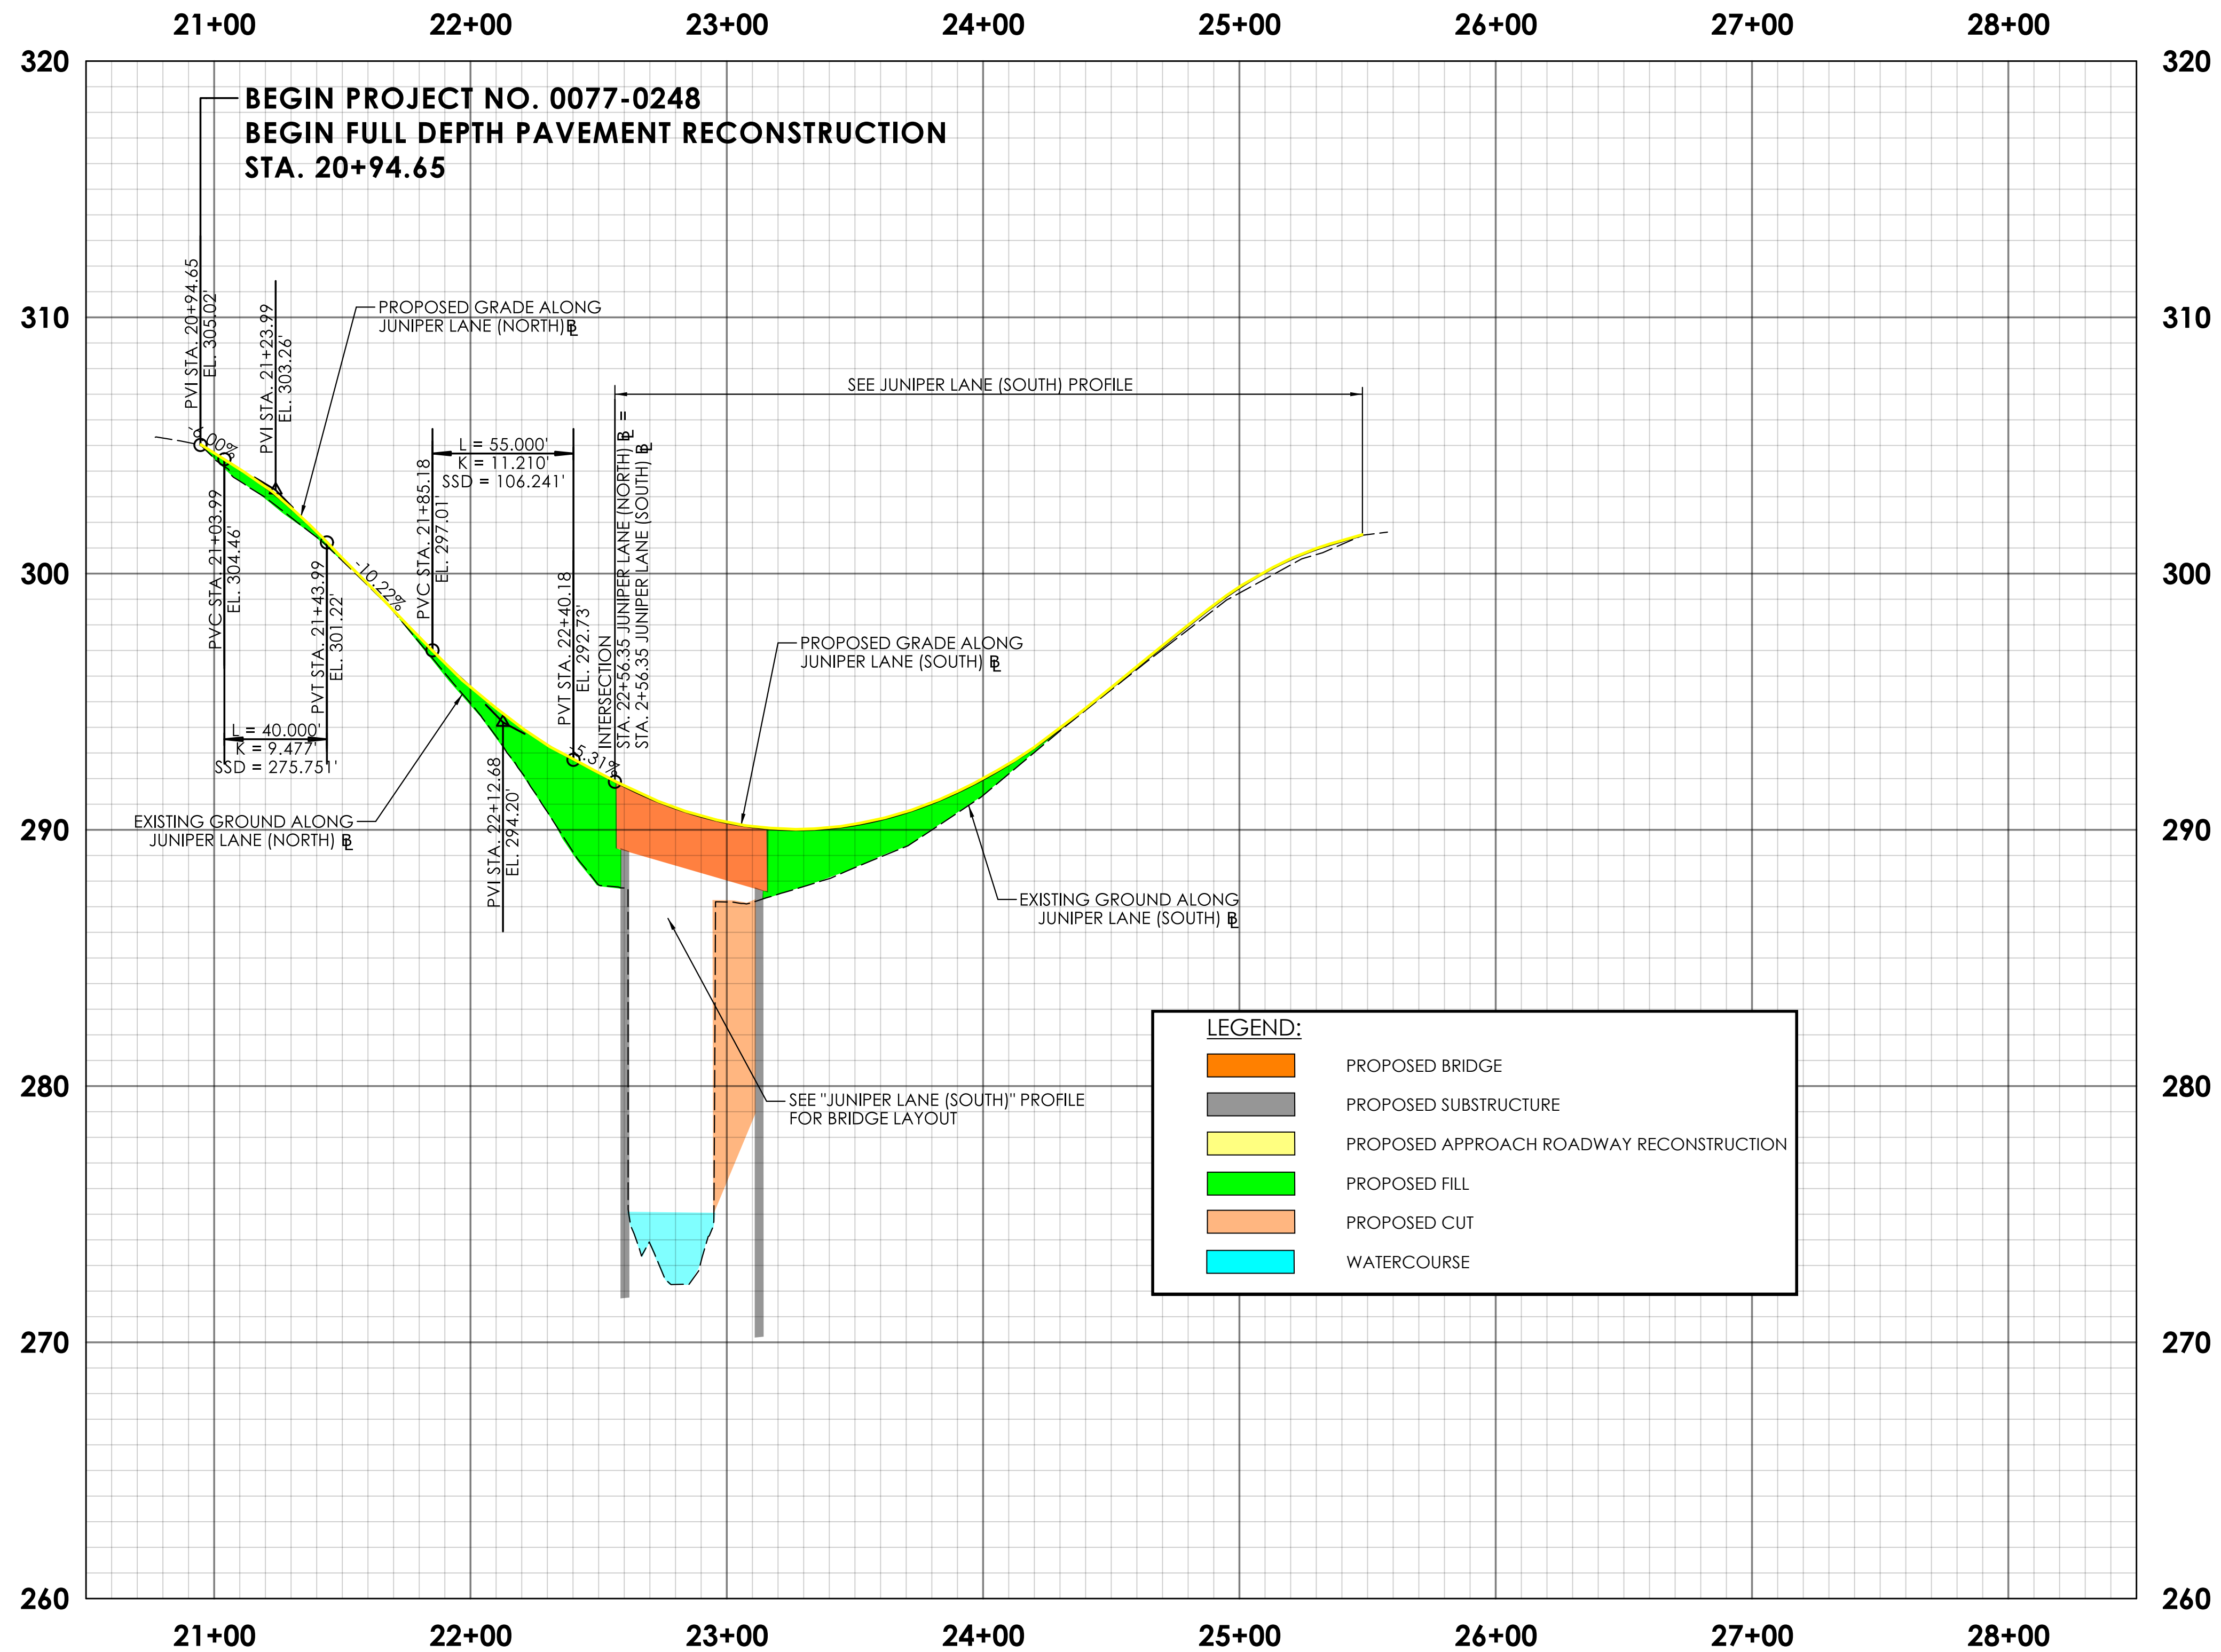 21+00 22+00 23+00 24+00 25+00 26+00 27+00 28+00
320 320
BEGIN PROJECT NO. 0077-0248
BEGIN FULL DEPTH PAVEMENT RECONSTRUCTION
STA. 20+94.65
PVI STA. 20+94.65
EL. 305.02'
PVI STA. 21+23.99
EL. 303.26'
310 310
PROPOSED GRADE ALONG
JUNIPER LANE (NORTH) BL
SEE JUNIPER LANE (SOUTH) PROFILE
-6.00%
L = 55.000'
K = 11.210'
SSD = 106.241'
PVC STA. 21+03.99
EL. 304.46'
PVT STA. 21+43.99
EL. 301.22'
-10.22%
PVC STA. 21+85.18
EL. 297.01'
PVT STA. 22+40.18
EL. 292.73'
INTERSECTION
STA. 22+56.35 JUNIPER LANE (NORTH) BL =
STA. 2+56.35 JUNIPER LANE (SOUTH) BL
300 300
PROPOSED GRADE ALONG
JUNIPER LANE (SOUTH) BL
L = 40.000'
K = 9.477'
SSD = 275.751'
-5.31%
PVI STA. 22+12.68
EL. 294.20'
EXISTING GROUND ALONG
JUNIPER LANE (NORTH) BL
290 290
EXISTING GROUND ALONG
JUNIPER LANE (SOUTH) BL
SEE "JUNIPER LANE (SOUTH)" PROFILE
FOR BRIDGE LAYOUT
280 280
LEGEND:
PROPOSED BRIDGE
PROPOSED SUBSTRUCTURE
PROPOSED APPROACH ROADWAY RECONSTRUCTION
PROPOSED FILL
PROPOSED CUT
WATERCOURSE
270 270
260 260
21+00 22+00 23+00 24+00 25+00 26+00 27+00 28+00